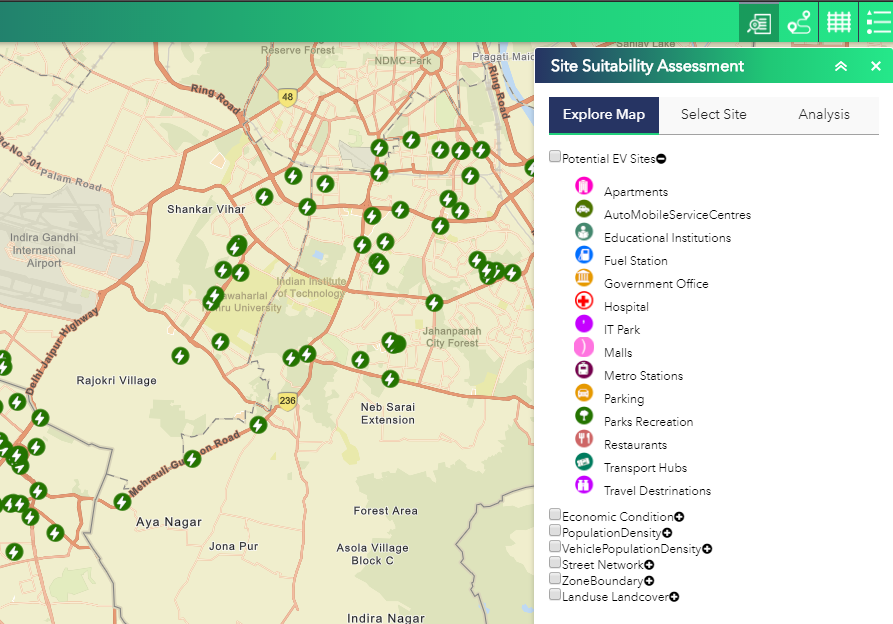 Reserve Forest
NDMC Park
Sanjay Lake
Pragati
Ring Road
48
Ring Road
Road No 201
Palam Road
Shankar Vihar
Indira Gandhi
International
Airport
Indian Institute
of Technology
Nehru University
Delhi Jaipur Highway
Jahanpanah
City Forest
Rajokri Village
236
Neb Sarai
Extension
Mehrauli-Gurgaon Road
Aya Nagar
Forest Area
Jona Pur
Asola Village
Block C
Indira Nagar
Site Suitability Assessment
Explore Map Select Site Analysis
Potential EV Sites
Apartments
AutoMobileServiceCentres
Educational Institutions
Fuel Station
Government Office
Hospital
IT Park
Malls
Metro Stations
Parking
Parks Recreation
Restaurants
Transport Hubs
Travel Destrinations
Economic Condition
PopulationDensity
VehiclePopulationDensity
Street Network
ZoneBoundary
Landuse Landcover